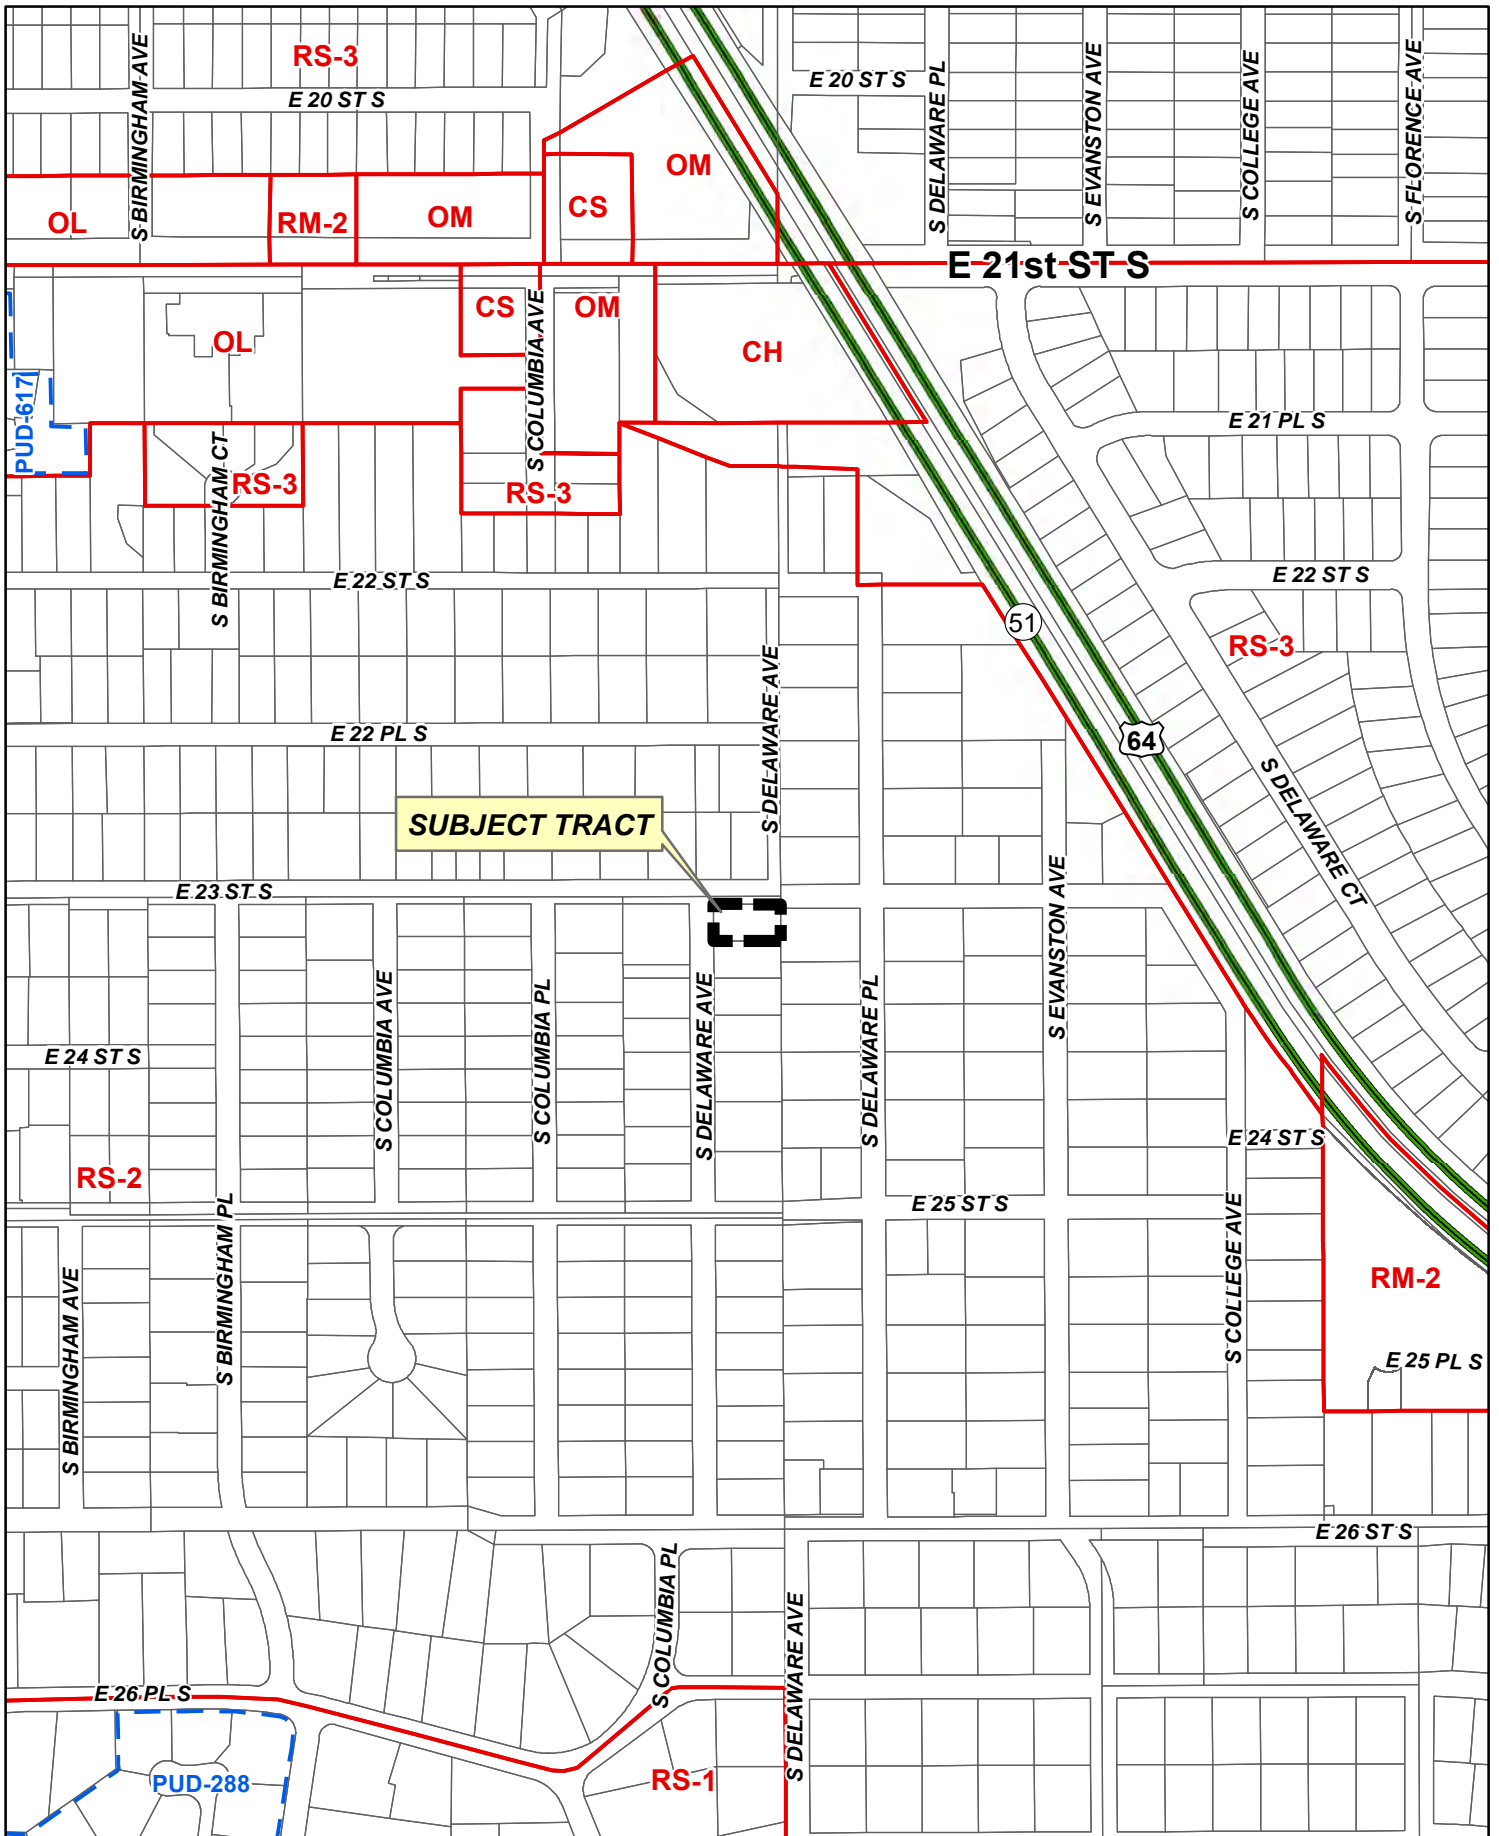 RS-3
E 20 ST S
S BIRMINGHAM AVE
E 20 ST S
S DELAWARE PL
S EVANSTON AVE
S COLLEGE AVE
S FLORENCE AVE
OM
CS
OL
RM-2
OM
E 21st ST S
CS
OM
OL
CH
S COLUMBIA AVE
PUD-617
E 21 PL S
S BIRMINGHAM CT
RS-3
RS-3
E 22 ST S
E 22 ST S
51
RS-3
S DELAWARE AVE
E 22 PL S
64
S DELAWARE CT
SUBJECT TRACT
E 23 ST S
S EVANSTON AVE
S COLUMBIA AVE
S COLUMBIA PL
S DELAWARE AVE
S DELAWARE PL
E 24 ST S
E 24 ST S
RS-2
E 25 ST S
S BIRMINGHAM PL
S COLLEGE AVE
S BIRMINGHAM AVE
RM-2
E 25 PL S
E 26 ST S
S COLUMBIA PL
S DELAWARE AVE
E 26 PL S
PUD-288
RS-1